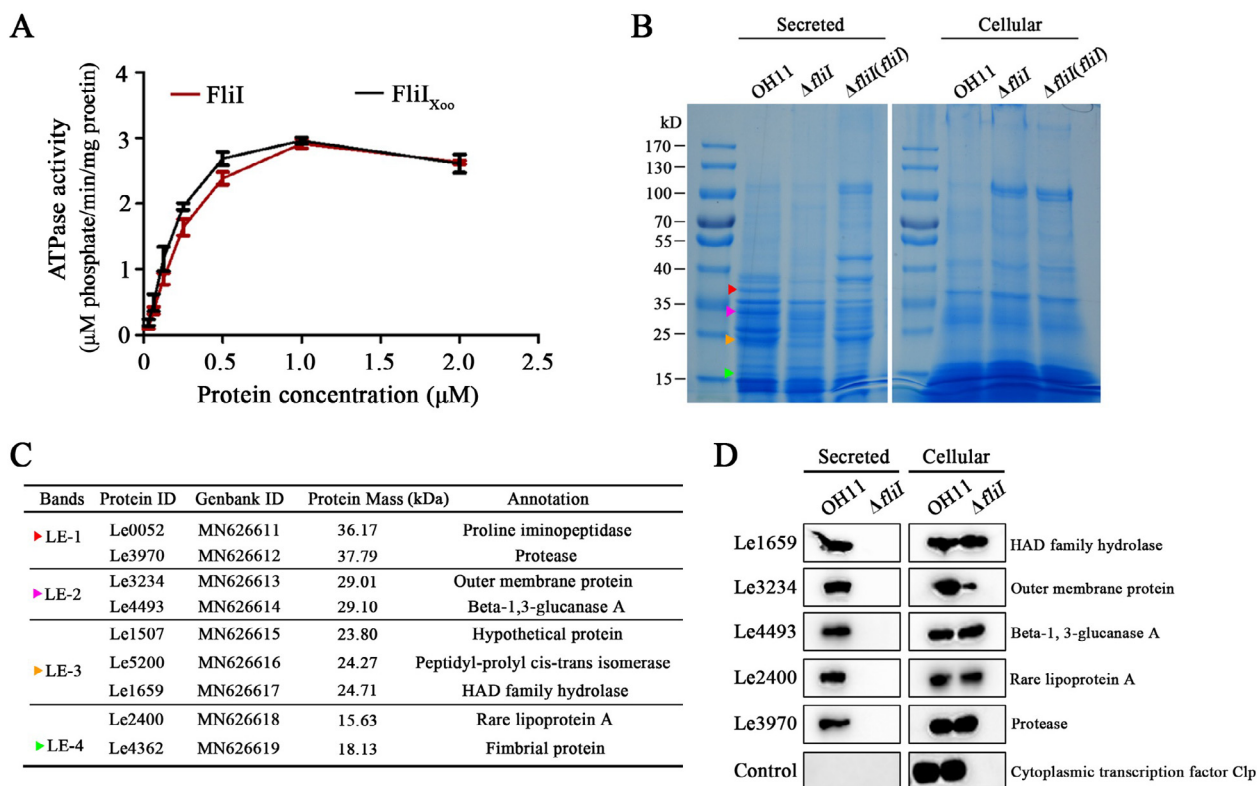 A
ATPase activity
(μM phosphate/min/mg proetin)
4
3
2
1
0
FliI
FliIXoo
0
0.5
1.0
1.5
2.0
2.5
Protein concentration (μM)
B
Secreted
Cellular
OH11
ΔfliI
ΔfliI(fliI)
OH11
ΔfliI
ΔfliI(fliI)
kD
170
130
100
70
55
40
35
25
15
C
Bands Protein ID Genbank ID Protein Mass (kDa) Annotation
LE-1
Le0052 MN626611 36.17 Proline iminopeptidase
Le3970 MN626612 37.79 Protease
LE-2
Le3234 MN626613 29.01 Outer membrane protein
Le4493 MN626614 29.10 Beta-1,3-glucanase A
LE-3
Le1507 MN626615 23.80 Hypothetical protein
Le5200 MN626616 24.27 Peptidyl-prolyl cis-trans isomerase
Le1659 MN626617 24.71 HAD family hydrolase
LE-4
Le2400 MN626618 15.63 Rare lipoprotein A
Le4362 MN626619 18.13 Fimbrial protein
D
Secreted
Cellular
OH11
ΔfliI
OH11
ΔfliI
Le1659 HAD family hydrolase
Le3234 Outer membrane protein
Le4493 Beta-1, 3-glucanase A
Le2400 Rare lipoprotein A
Le3970 Protease
Control Cytoplasmic transcription factor Clp